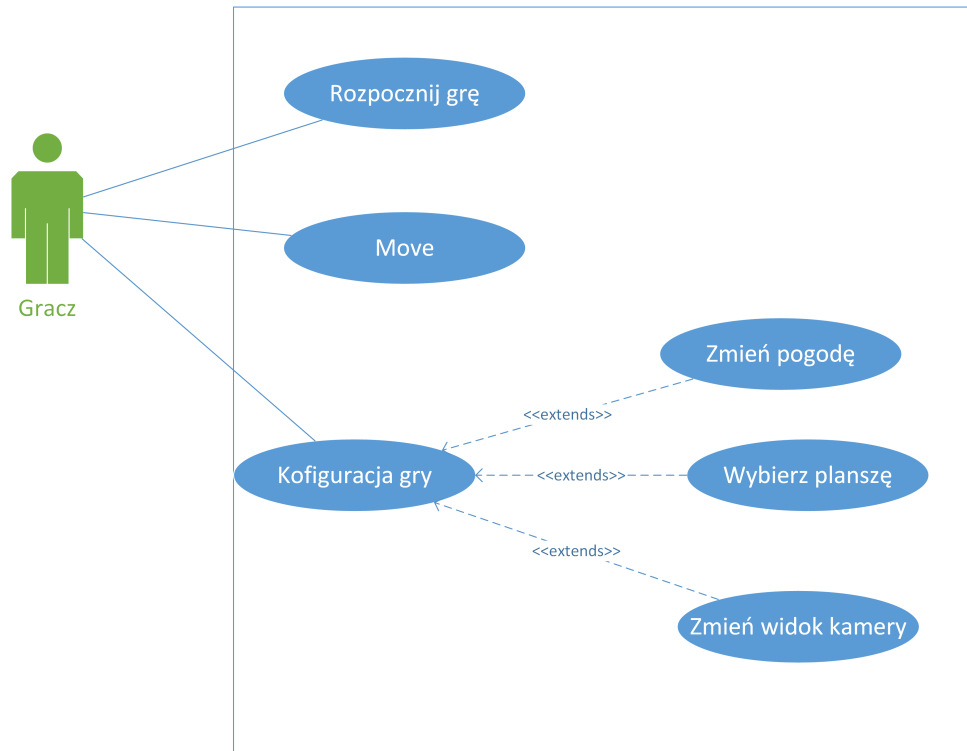 Rozpocznij grę
Move
Gracz
Zmień pogodę
<<extends>>
Kofiguracja gry
<<extends>>
Wybierz planszę
<<extends>>
Zmień widok kamery